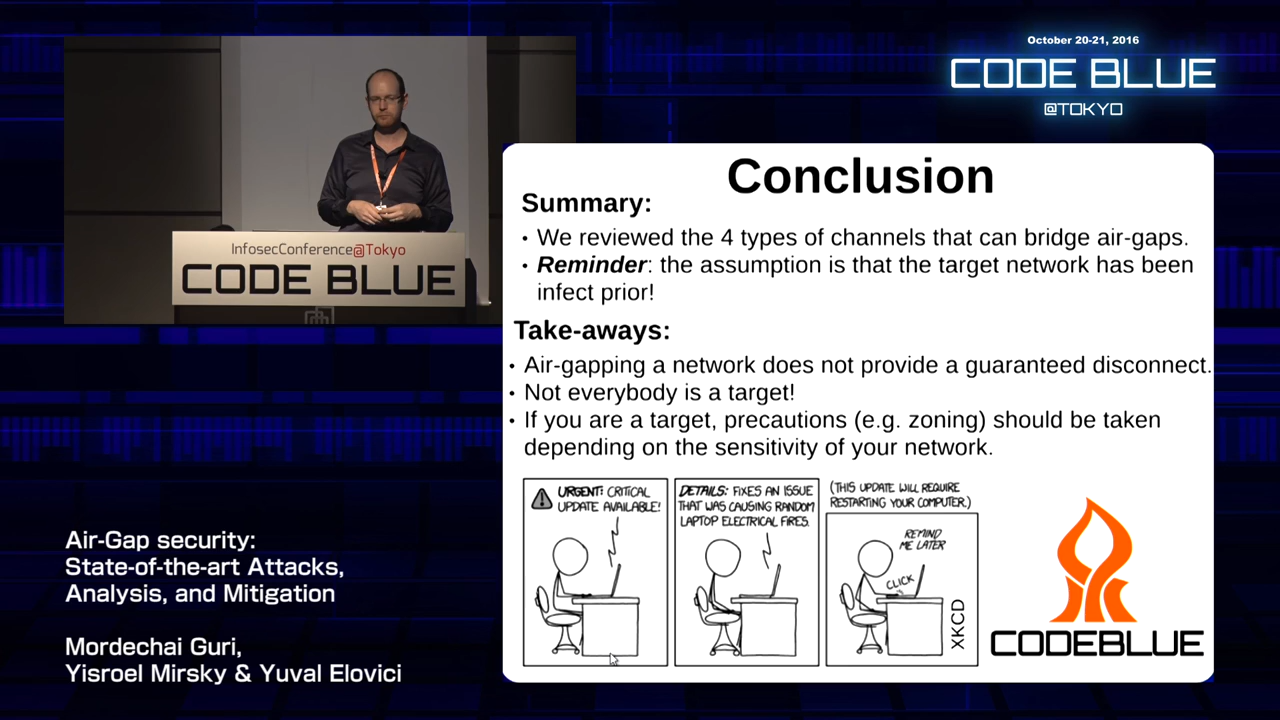 October 20-21, 2016
CODE BLUE
@TOKYO
InfosecConference@Tokyo
CODE BLUE
Conclusion
Summary:
• We reviewed the 4 types of channels that can bridge air-gaps.
• Reminder: the assumption is that the target network has been
infect prior!
Take-aways:
• Air-gapping a network does not provide a guaranteed disconnect.
• Not everybody is a target!
• If you are a target, precautions (e.g. zoning) should be taken
depending on the sensitivity of your network.
URGENT: CRITICAL
UPDATE AVAILABLE!
DETAILS: FIXES AN ISSUE
THAT WAS CAUSING RANDOM
LAPTOP ELECTRICAL FIRES.
(THIS UPDATE WILL REQUIRE
RESTARTING YOUR COMPUTER.)
REMIND
ME LATER
CLICK
XKCD
CODEBLUE
Air-Gap security:
State-of-the-art Attacks,
Analysis, and Mitigation
Mordechai Guri,
Yisroel Mirsky & Yuval Elovici